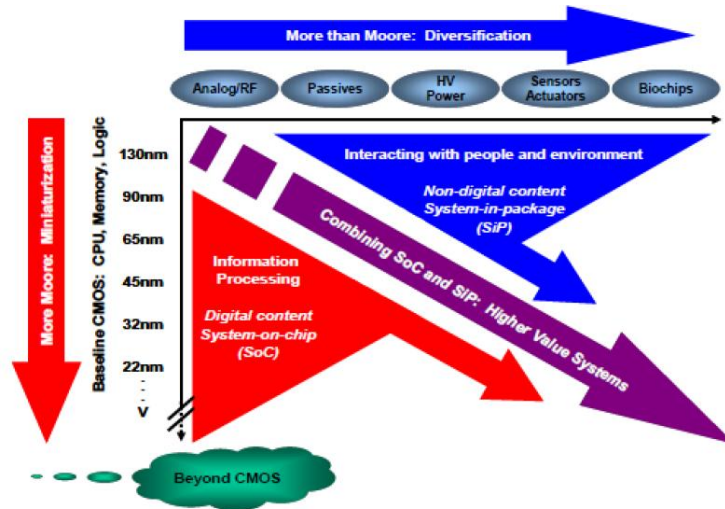 More than Moore: Diversification
Analog/RF
Passives
HV
Power
Sensors
Actuators
Biochips
More Moore: Miniaturization
Baseline CMOS: CPU, Memory, Logic
130nm
90nm
65nm
45nm
32nm
22nm
.
.
.
V
Interacting with people and environment
Non-digital content
System-in-package
(SiP)
Combining SoC and SiP: Higher Value Systems
Information
Processing
Digital content
System-on-chip
(SoC)
Beyond CMOS